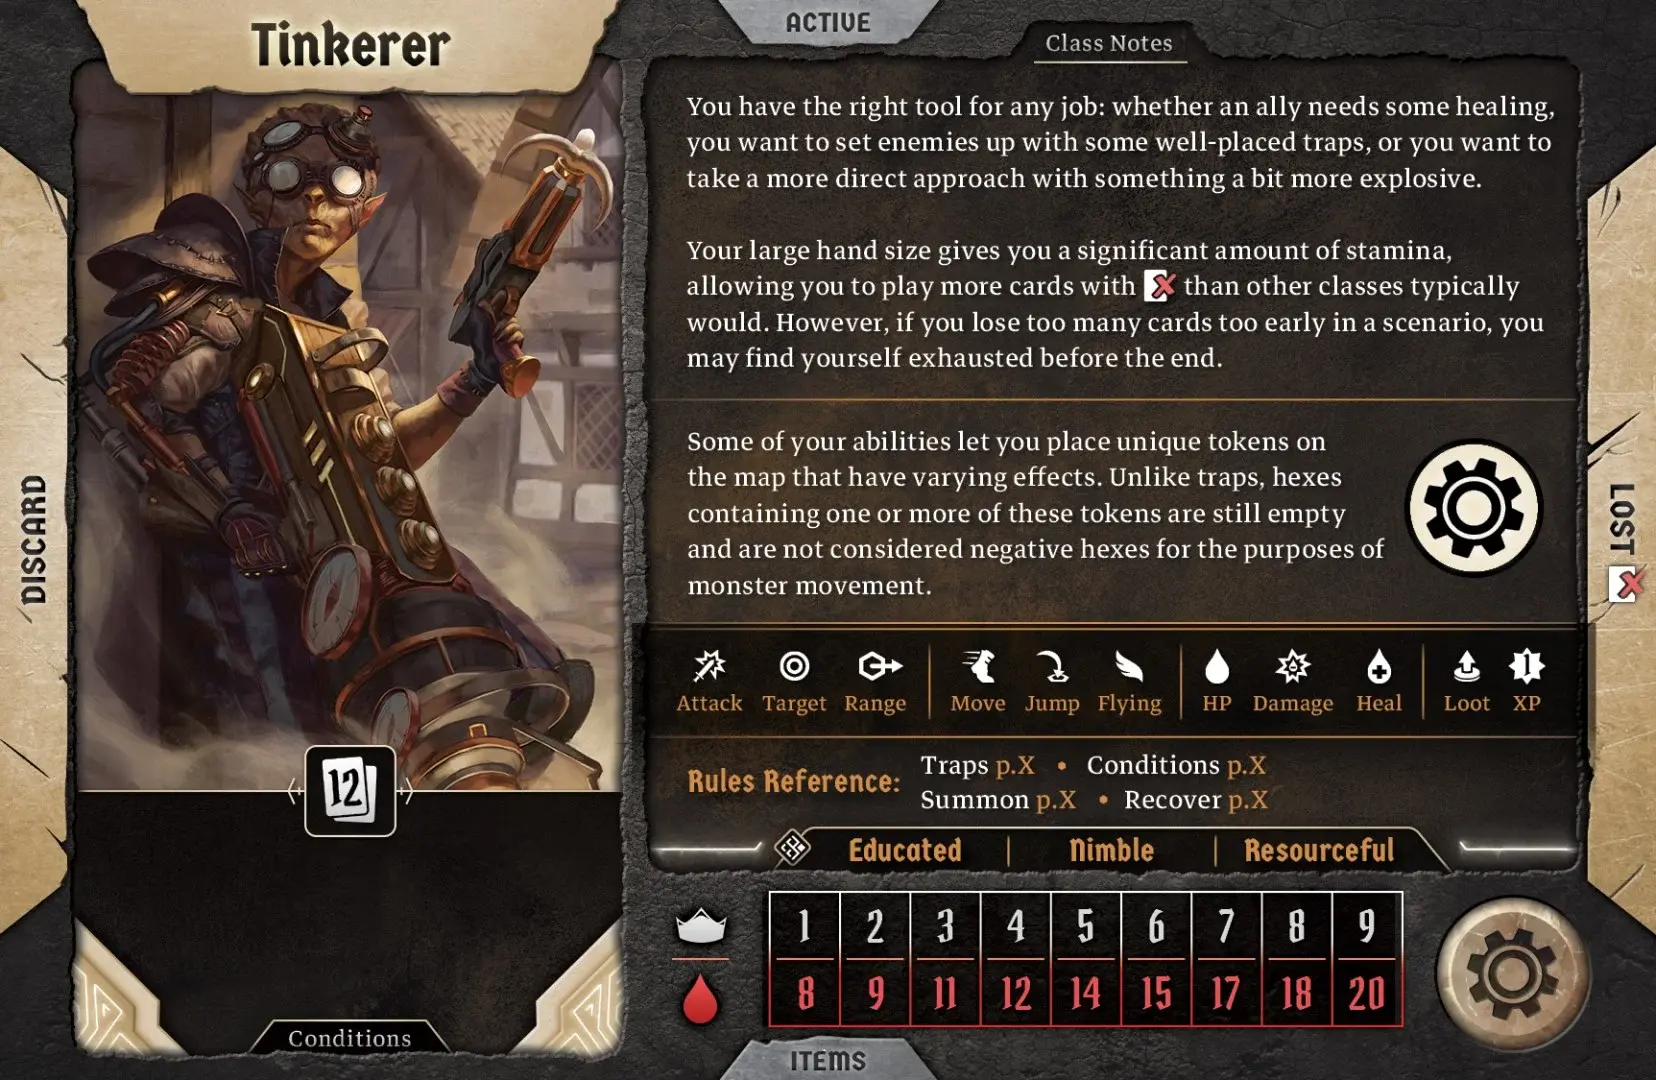 Tinkerer
ACTIVE
Class Notes
You have the right tool for any job: whether an ally needs some healing,
you want to set enemies up with some well-placed traps, or you want to
take a more direct approach with something a bit more explosive.
Your large hand size gives you a significant amount of stamina,
allowing you to play more cards with than other classes typically
would. However, if you lose too many cards too early in a scenario, you
may find yourself exhausted before the end.
Some of your abilities let you place unique tokens on
the map that have varying effects. Unlike traps, hexes
containing one or more of these tokens are still empty
and are not considered negative hexes for the purposes of
monster movement.
DISCARD
LOST
1
Attack Target Range Move Jump Flying HP Damage Heal Loot XP
12
Rules Reference:
Traps p.X • Conditions p.X
Summon p.X • Recover p.X
Educated | Nimble | Resourceful
1 2 3 4 5 6 7 8 9
8 9 11 12 14 15 17 18 20
Conditions
ITEMS